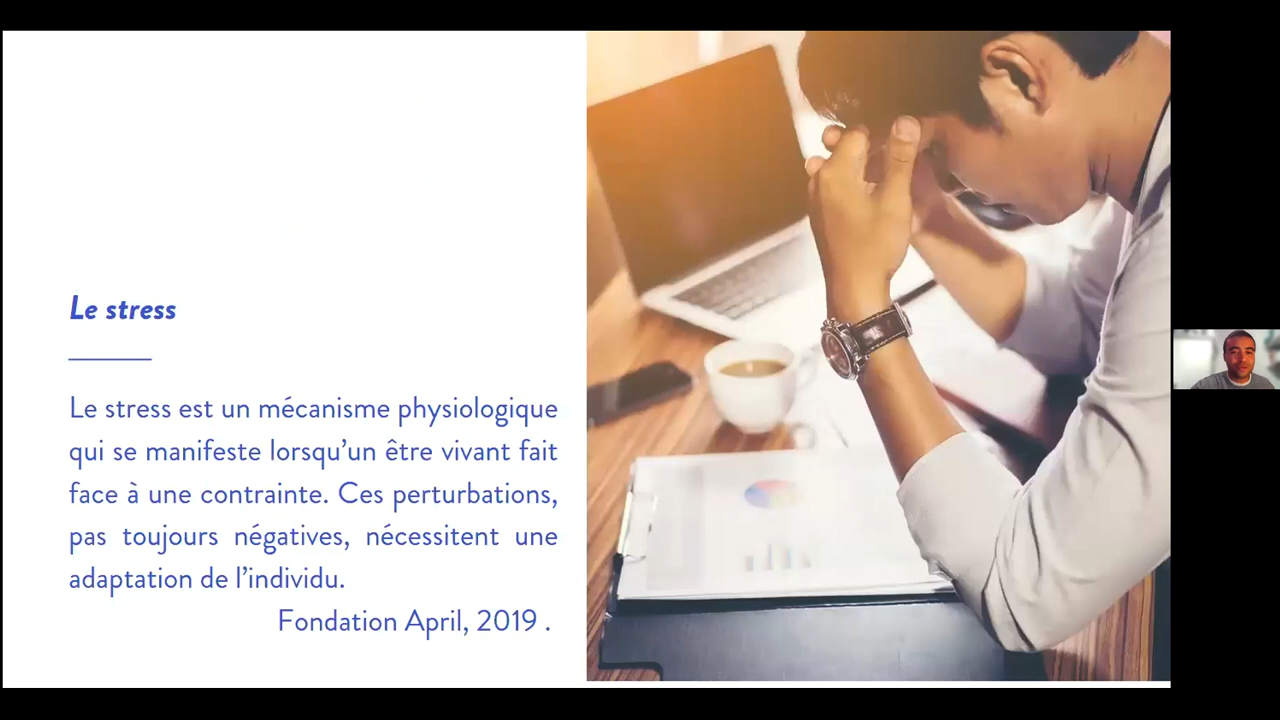 Le stress
Le stress est un mécanisme physiologique
qui se manifeste lorsqu’un être vivant fait
face à une contrainte. Ces perturbations,
pas toujours négatives, nécessitent une
adaptation de l’individu.
Fondation April, 2019 .